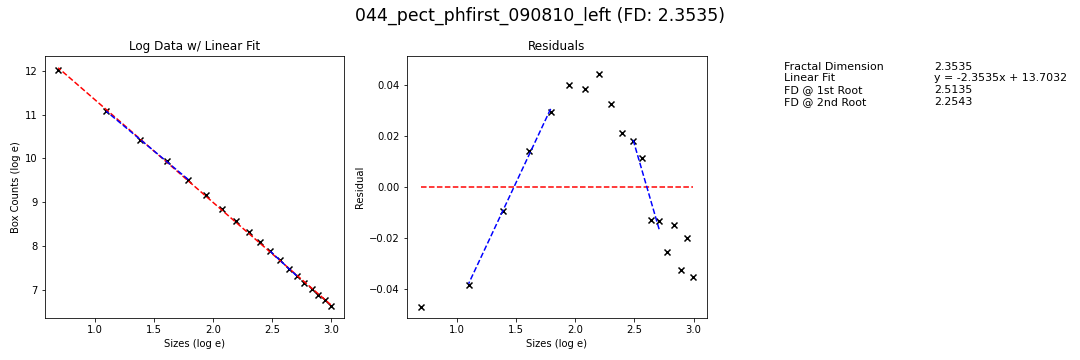 044_pect_phfirst_090810_left (FD: 2.3535)
Log Data w/ Linear Fit
Box Counts (log e)
12
11
10
9
8
7
1.0 1.5 2.0 2.5 3.0
Sizes (log e)
Residuals
Residual
0.04
0.02
0.00
−0.02
−0.04
1.0 1.5 2.0 2.5 3.0
Sizes (log e)
Fractal Dimension 2.3535
Linear Fit y = -2.3535x + 13.7032
FD @ 1st Root 2.5135
FD @ 2nd Root 2.2543